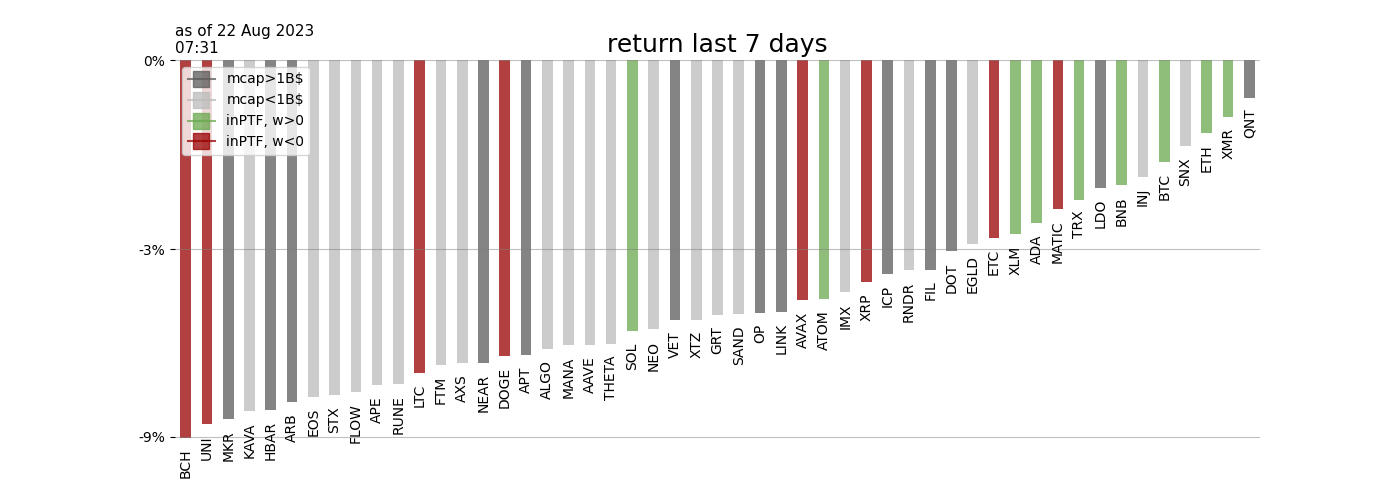 as of 22 Aug 2023
07:31
return last 7 days
0%
-3%
-9%
mcap>1B$
mcap<1B$
inPTF, w>0
inPTF, w<0
BCH
UNI
MKR
KAVA
HBAR
ARB
EOS
STX
FLOW
APE
RUNE
LTC
FTM
AXS
NEAR
DOGE
APT
ALGO
MANA
AAVE
THETA
SOL
NEO
VET
XTZ
GRT
SAND
OP
LINK
AVAX
ATOM
IMX
XRP
ICP
RNDR
FIL
DOT
EGLD
ETC
XLM
ADA
MATIC
TRX
LDO
BNB
INJ
BTC
SNX
ETH
XMR
QNT